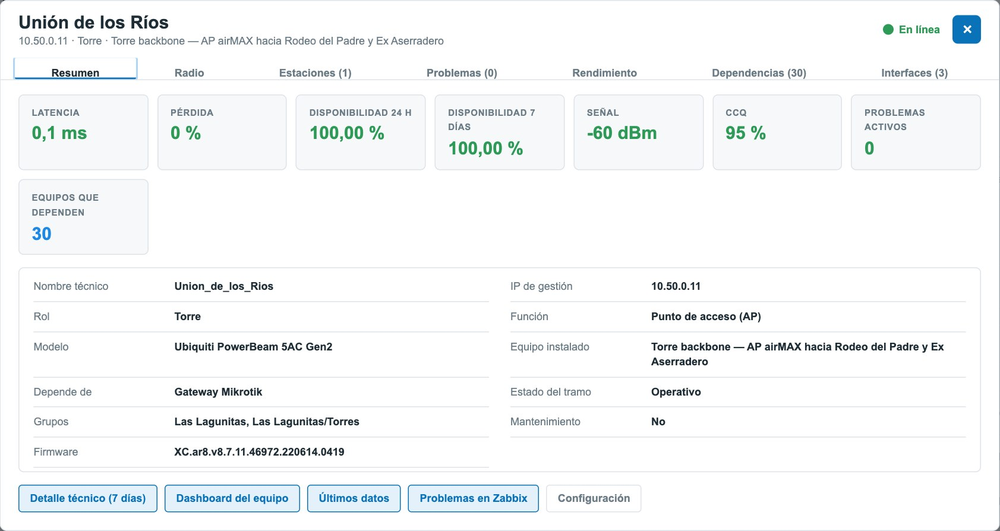 Unión de los Ríos
10.50.0.11 · Torre · Torre backbone — AP airMAX hacia Rodeo del Padre y Ex Aserradero
En línea
×
Resumen
Radio
Estaciones (1)
Problemas (0)
Rendimiento
Dependencias (30)
Interfaces (3)
LATENCIA
0,1 ms
PÉRDIDA
0 %
DISPONIBILIDAD 24 H
100,00 %
DISPONIBILIDAD 7
DÍAS
100,00 %
SEÑAL
-60 dBm
CCQ
95 %
PROBLEMAS
ACTIVOS
0
EQUIPOS QUE
DEPENDEN
30
Nombre técnico
Union_de_los_Rios
IP de gestión
10.50.0.11
Rol
Torre
Función
Punto de acceso (AP)
Modelo
Ubiquiti PowerBeam 5AC Gen2
Equipo instalado
Torre backbone — AP airMAX hacia Rodeo del Padre y Ex
Aserradero
Depende de
Gateway Mikrotik
Estado del tramo
Operativo
Grupos
Las Lagunitas, Las Lagunitas/Torres
Mantenimiento
No
Firmware
XC.ar8.v8.7.11.46972.220614.0419
Detalle técnico (7 días)
Dashboard del equipo
Últimos datos
Problemas en Zabbix
Configuración